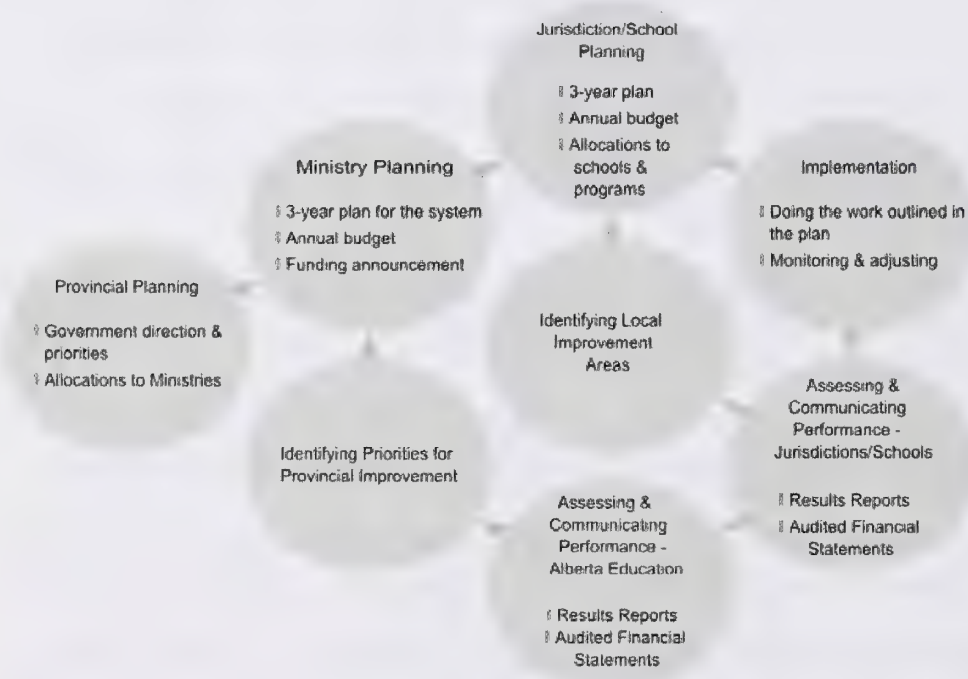 Jurisdiction/School
Planning
3-year plan
Annual budget
Allocations to
schools &
programs
Ministry Planning
3-year plan for the system
Annual budget
Funding announcement
Implementation
Doing the work outlined in
the plan
Monitoring & adjusting
Provincial Planning
Government direction &
priorities
Allocations to Ministries
Identifying Local
Improvement
Areas
Identifying Priorities for
Provincial Improvement
Assessing &
Communicating
Performance -
Jurisdictions/Schools
Results Reports
Audited Financial
Statements
Assessing &
Communicating
Performance -
Alberta Education
Results Reports
Audited Financial
Statements